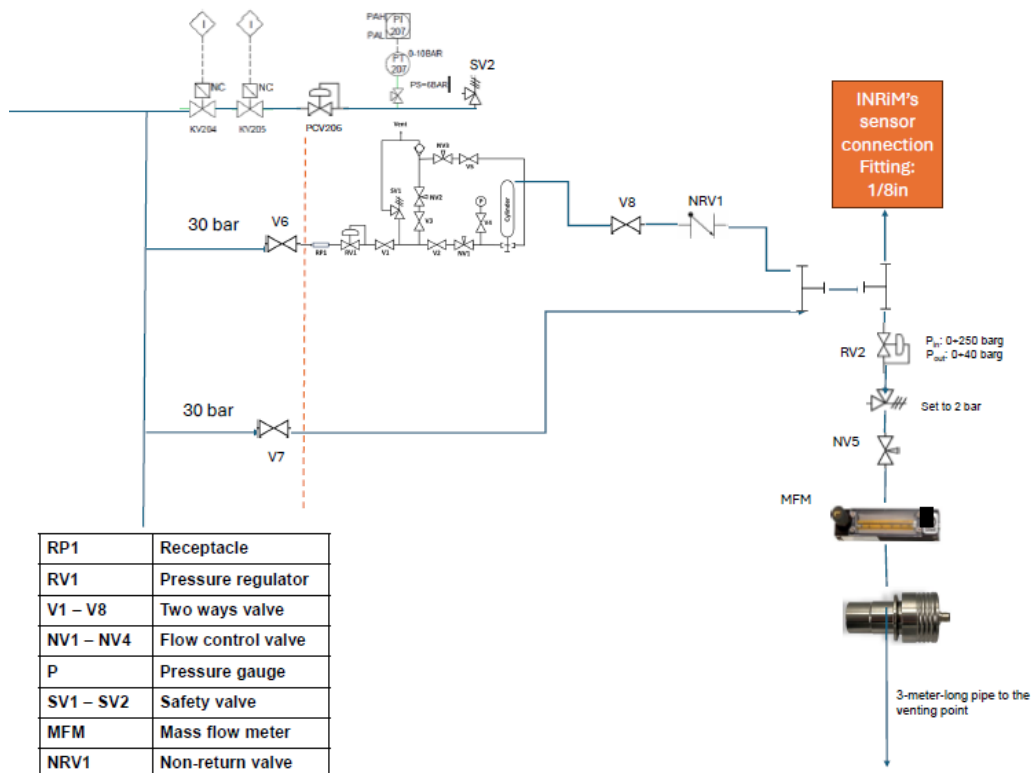 I
I
NC
NC
KV204
KV205
PCV206
PAH
PAL
PI
207
PT
207
0-10BAR
PS=6BAR
SV2
Vent
NV3
V5
SV1
NV2
V3
P
V4
Cylinder
30 bar
V6
RP1
RV1
V1
V2
NV1
V8
NRV1
INRiM's
sensor
connection
Fitting:
1/8in
RV2
Pin: 0÷250 barg
Pout: 0÷40 barg
Set to 2 bar
NV5
MFM
30 bar
V7
3-meter-long pipe to the
venting point
RP1 Receptacle
RV1 Pressure regulator
V1 – V8 Two ways valve
NV1 – NV4 Flow control valve
P Pressure gauge
SV1 – SV2 Safety valve
MFM Mass flow meter
NRV1 Non-return valve